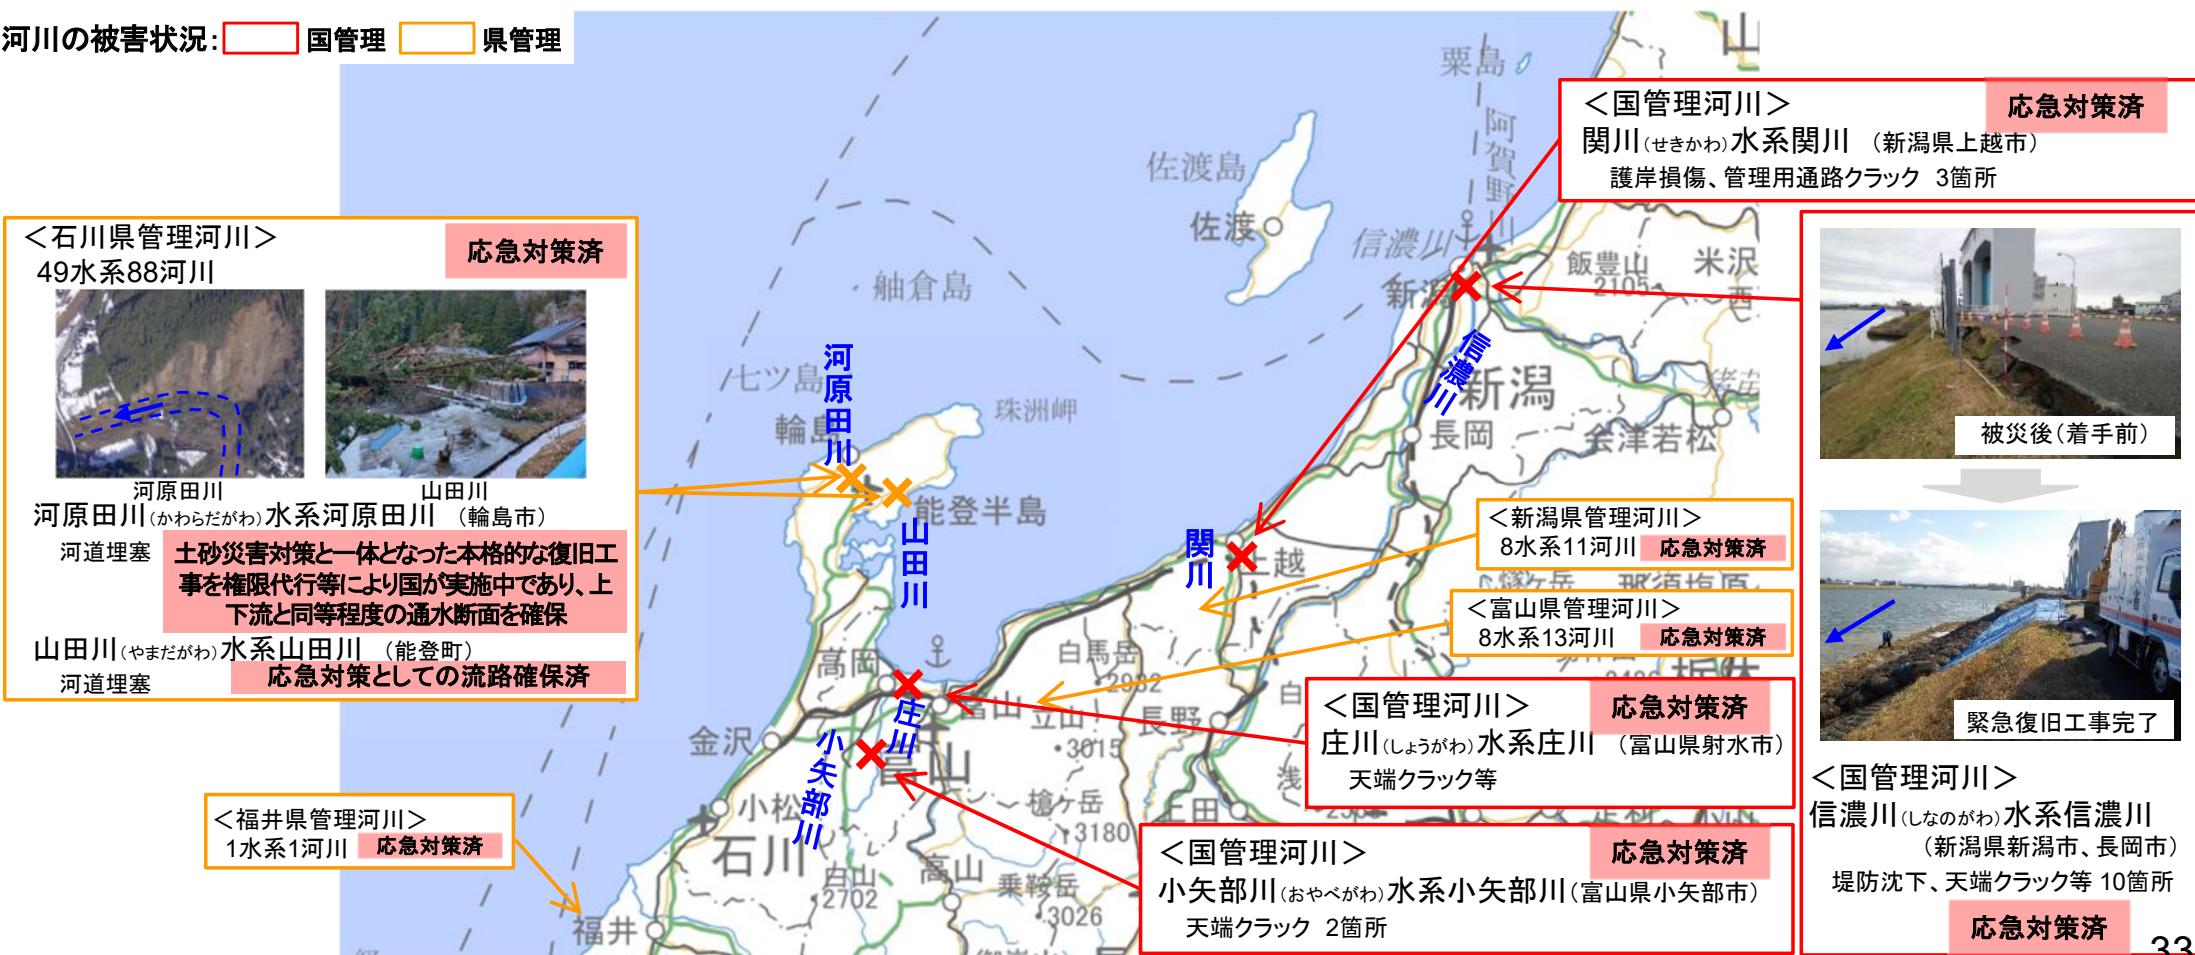 河川の被害状況: 国管理 県管理
＜国管理河川＞ 応急対策済
関川(せきかわ)水系関川 （新潟県上越市）
護岸損傷、管理用通路クラック 3箇所
＜石川県管理河川＞ 応急対策済
49水系88河川
河原田川 山田川
河原田川(かわらだがわ)水系河原田川 （輪島市）
河道埋塞
土砂災害対策と一体となった本格的な復旧工
事を権限代行等により国が実施中であり、上
下流と同等程度の通水断面を確保
山田川(やまだがわ)水系山田川 （能登町）
河道埋塞 応急対策としての流路確保済
＜福井県管理河川＞
1水系1河川 応急対策済
粟島
阿賀野川
佐渡島
佐渡
信濃川
新潟
飯豊山
2105
米沢
舳倉島
七ツ島
輪島
珠洲岬
能登半島
河原田川
山田川
信濃川
新潟
長岡
会津若松
関川
上越
＜新潟県管理河川＞
8水系11河川 応急対策済
＜富山県管理河川＞
8水系13河川 応急対策済
高岡
富山
白馬岳
2932
立山
3015
長野
庄川
小矢部川
富山
金沢
小松
石川
白山
2702
高山
槍ヶ岳
3180
乗鞍岳
3026
上田
福井
＜国管理河川＞ 応急対策済
庄川(しょうがわ)水系庄川 （富山県射水市）
天端クラック等
＜国管理河川＞ 応急対策済
小矢部川(おやべがわ)水系小矢部川(富山県小矢部市)
天端クラック 2箇所
被災後(着手前)
緊急復旧工事完了
＜国管理河川＞
信濃川(しなのがわ)水系信濃川
（新潟県新潟市、長岡市）
堤防沈下、天端クラック等 10箇所
応急対策済
33